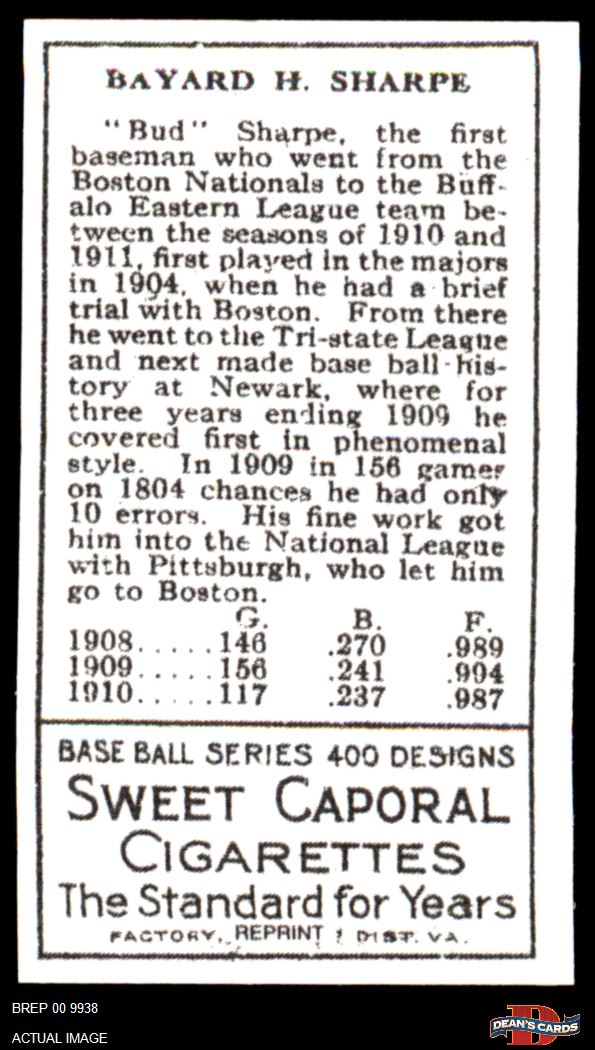 BAYARD H. SHARPE
"Bud" Sharpe, the first
baseman who went from the
Boston Nationals to the Buff-
alo Eastern League team be-
tween the seasons of 1910 and
1911, first played in the majors
in 1904, when he had a brief
trial with Boston. From there
he went to the Tri-state League
and next made base ball his-
tory at Newark, where for
three years ending 1909 he
covered first in phenomenal
style. In 1909 in 156 games
on 1804 chances he had only
10 errors. His fine work got
him into the National League
with Pittsburgh, who let him
go to Boston.
G. B. F.
1908.....146 .270 .989
1909.....156 .241 .994
1910.....117 .237 .987
BASE BALL SERIES 400 DESIGNS
SWEET CAPORAL
CIGARETTES
The Standard for Years
FACTORY, REPRINT DIST. VA.
BREP 00 9938
ACTUAL IMAGE
D
DEAN'S CARDS